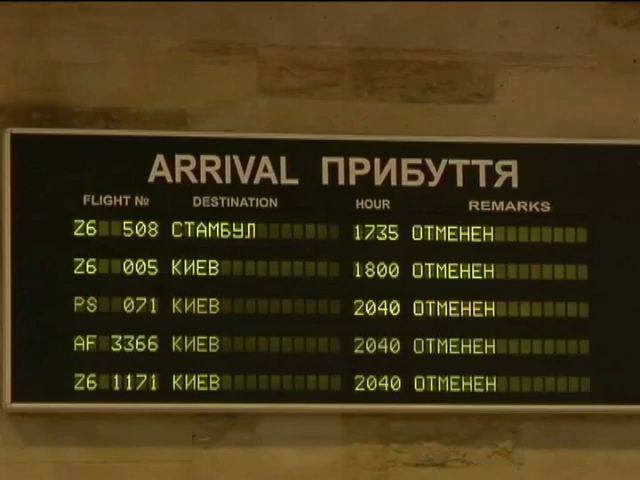 ARRIVAL ПРИБУТТЯ
FLIGHT № DESTINATION HOUR REMARKS
Z6 508 СТАМБУЛ 1735 ОТМЕНЕН
Z6 005 КИЕВ 1800 ОТМЕНЕН
PS 071 КИЕВ 2040 ОТМЕНЕН
AF 3366 КИЕВ 2040 ОТМЕНЕН
Z6 1171 КИЕВ 2040 ОТМЕНЕН